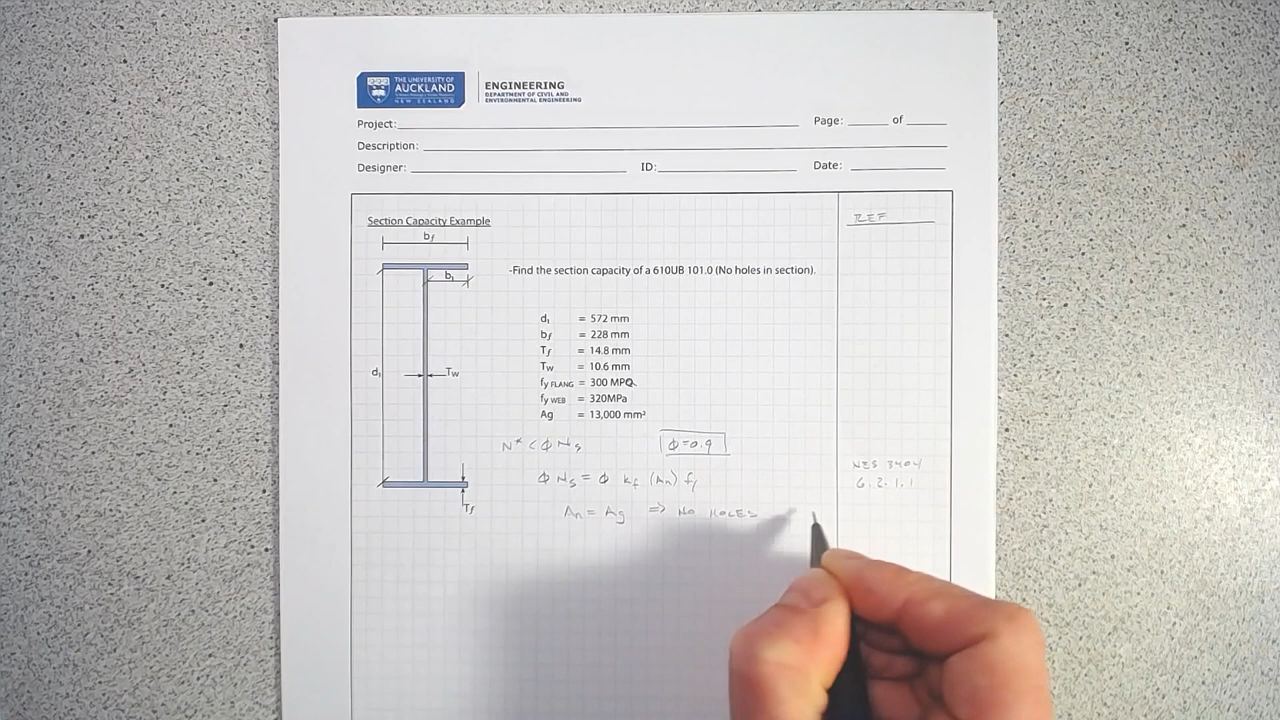 THE UNIVERSITY OF
AUCKLAND
NEW ZEALAND
ENGINEERING
DEPARTMENT OF CIVIL AND
ENVIRONMENTAL ENGINEERING
Project:
Page: of
Description:
Designer: ID: Date:
Section Capacity Example
REF
bf
b1
-Find the section capacity of a 610UB 101.0 (No holes in section).
d1 = 572 mm
bf = 228 mm
Tf = 14.8 mm
d1 Tw
Tw = 10.6 mm
fy FLANG = 300 MPa
fy WEB = 320MPa
Ag = 13,000 mm²
N* < φ Ns φ=0.9
φ Ns = φ kf (An) fy
NZS 3404
6.2.1.1
Tf
An = Ag ⇒ NO HOLES